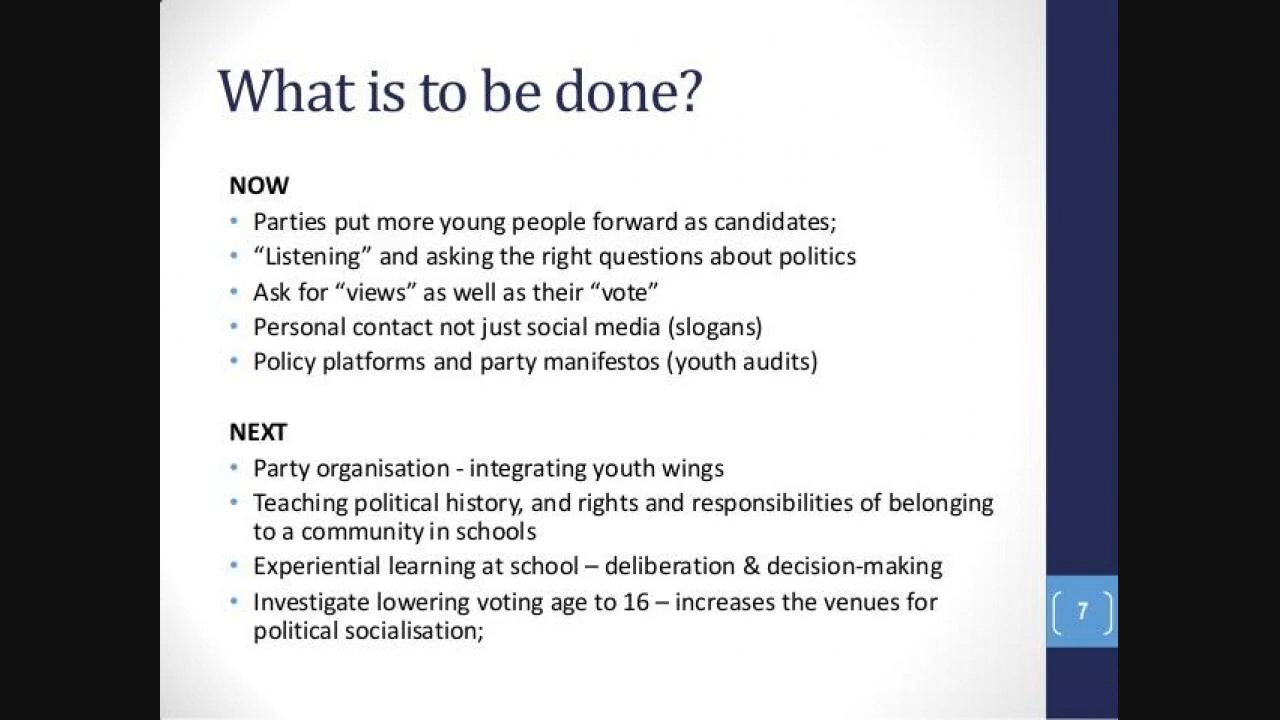 What is to be done?
NOW
• Parties put more young people forward as candidates;
• “Listening” and asking the right questions about politics
• Ask for “views” as well as their “vote”
• Personal contact not just social media (slogans)
• Policy platforms and party manifestos (youth audits)
NEXT
• Party organisation - integrating youth wings
• Teaching political history, and rights and responsibilities of belonging
to a community in schools
• Experiential learning at school – deliberation & decision-making
• Investigate lowering voting age to 16 – increases the venues for
political socialisation;
7